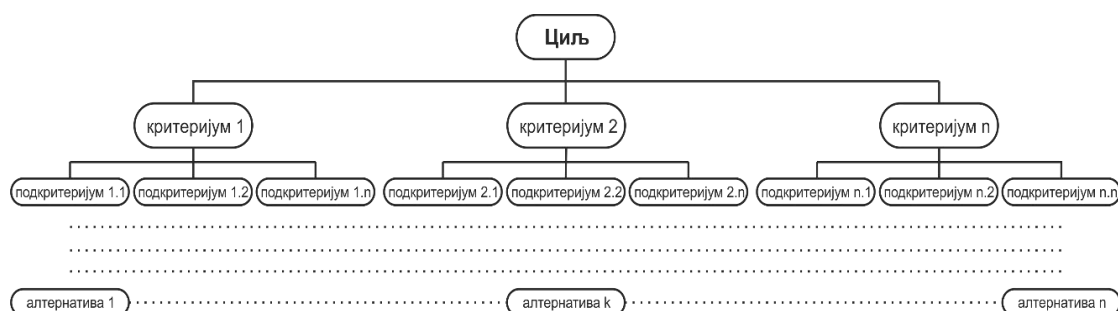 Циљ
критеријум 1 критеријум 2 критеријум n
подкритеријум 1.1 подкритеријум 1.2 подкритеријум 1.n подкритеријум 2.1 подкритеријум 2.2 подкритеријум 2.n подкритеријум n.1 подкритеријум n.2 подкритеријум n.n
алтернатива 1 алтернатива k алтернатива n